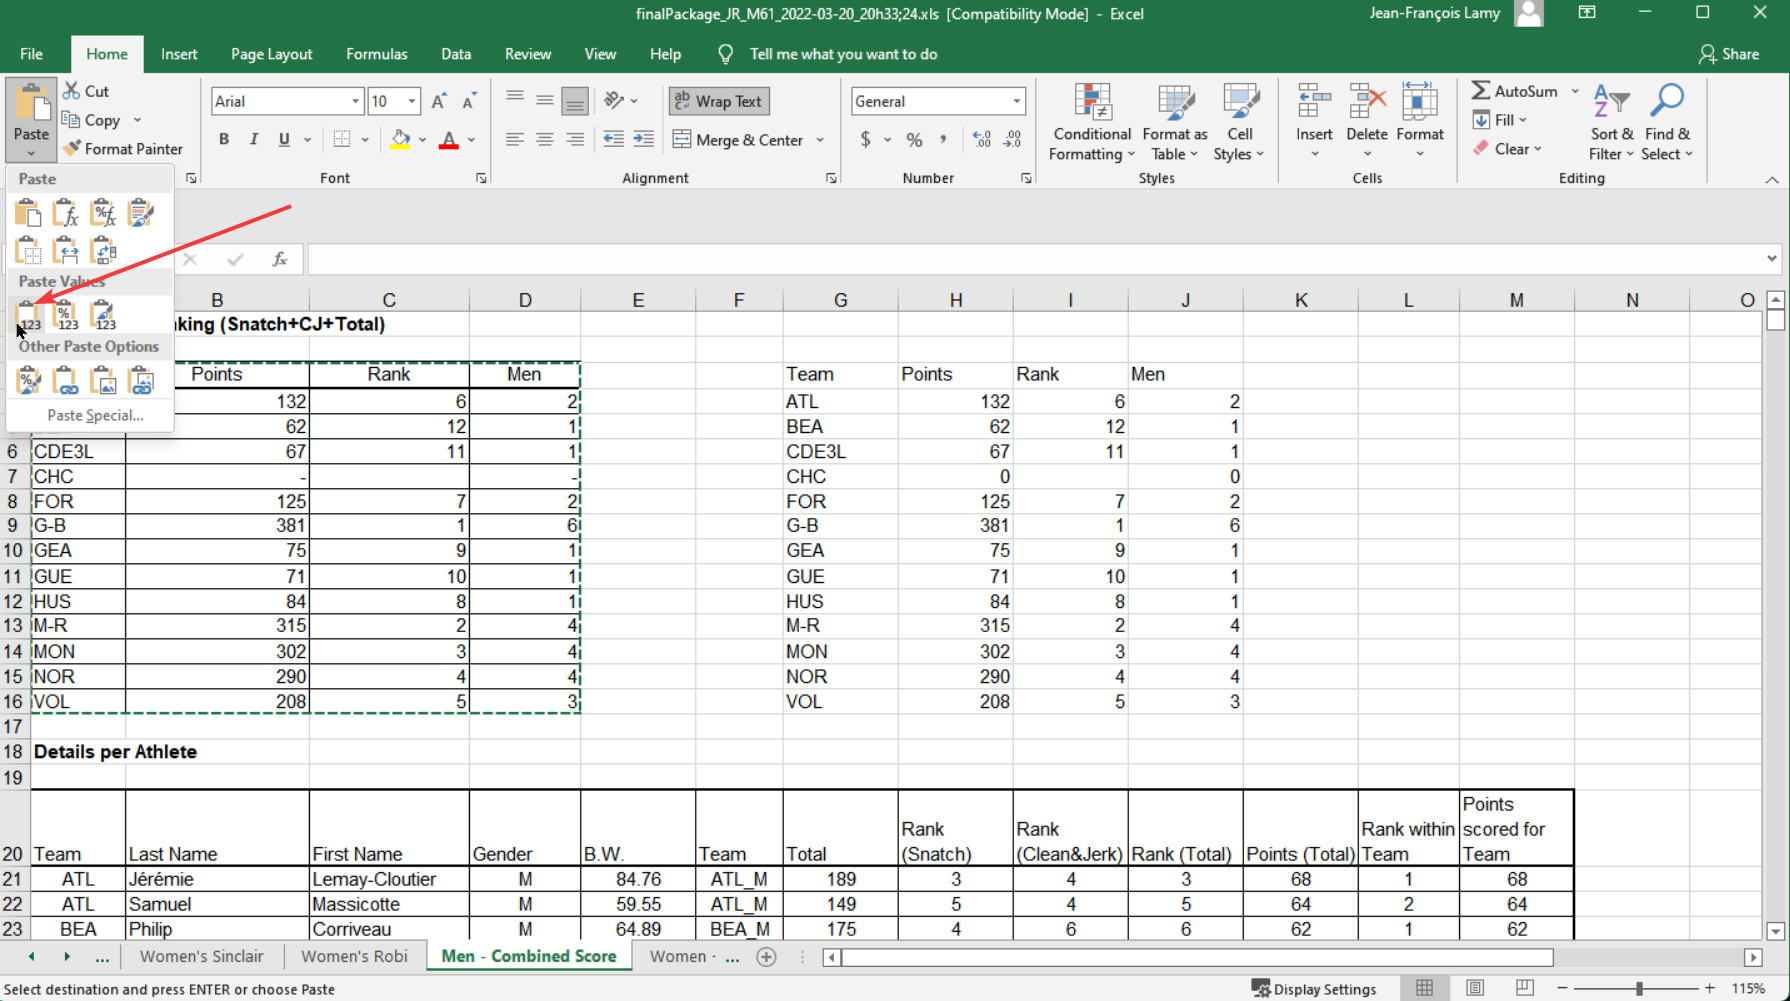 finalPackage_JR_M61_2022-03-20_20h33;24.xls [Compatibility Mode] - Excel
Jean-François Lamy
File Home Insert Page Layout Formulas Data Review View Help Tell me what you want to do Share
Paste
Cut
Copy
Format Painter
Arial 10
B I U A A A
ab Wrap Text
Merge & Center
General
$ % ,
Conditional Formatting
Format as Table
Cell Styles
Insert Delete Format
AutoSum
Fill
Clear
Sort & Filter
Find & Select
Font Alignment Number Styles Cells Editing
Paste
Paste Values
123 123 123
Other Paste Options
Paste Special...
fx
B C D E F G H I J K L M N O
king (Snatch+CJ+Total)
Points Rank Men Team Points Rank Men
132 6 2 ATL 132 6 2
62 12 1 BEA 62 12 1
6 CDE3L 67 11 1 CDE3L 67 11 1
7 CHC - - CHC 0 0
8 FOR 125 7 2 FOR 125 7 2
9 G-B 381 1 6 G-B 381 1 6
10 GEA 75 9 1 GEA 75 9 1
11 GUE 71 10 1 GUE 71 10 1
12 HUS 84 8 1 HUS 84 8 1
13 M-R 315 2 4 M-R 315 2 4
14 MON 302 3 4 MON 302 3 4
15 NOR 290 4 4 NOR 290 4 4
16 VOL 208 5 3 VOL 208 5 3
17
18 Details per Athlete
19
20 Team Last Name First Name Gender B.W. Team Total Rank (Snatch) Rank (Clean&Jerk) Rank (Total) Points (Total) Rank within Team Points scored for Team
21 ATL Jérémie Lemay-Cloutier M 84.76 ATL_M 189 3 4 3 68 1 68
22 ATL Samuel Massicotte M 59.55 ATL_M 149 5 4 5 64 2 64
23 BEA Philip Corriveau M 64.89 BEA_M 175 4 6 6 62 1 62
... Women's Sinclair Women's Robi Men - Combined Score Women - ...
Select destination and press ENTER or choose Paste
Display Settings
115%